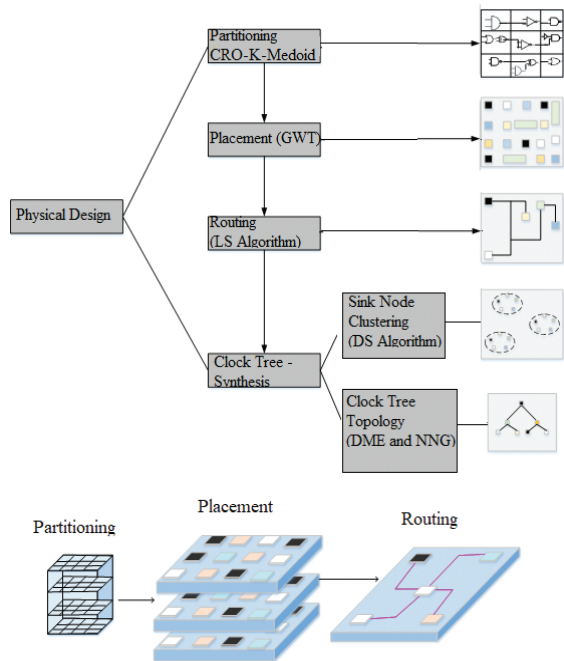 Partitioning
CRO-K-Medoid
Placement (GWT)
Physical Design
Routing
(LS Algorithm)
Sink Node
Clustering
(DS Algorithm)
Clock Tree -
Synthesis
Clock Tree
Topology
(DME and NNG)
Partitioning
Placement
Routing